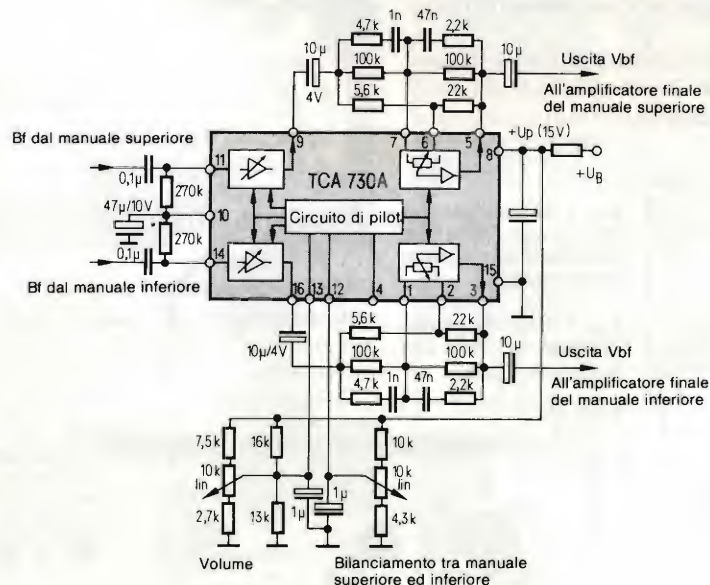 4,7k 1n 47n 2,2k
10µ 100k 100k 10µ
4V 5,6k 22k
Uscita Vbf
All'amplificatore finale
del manuale superiore
Bf dal manuale superiore
9 7 6 5 8
+Up (15V)
+UB
11
0,1µ
270k
47µ/10V
10
270k
0,1µ
14
TCA 730A
Circuito di pilot
15
Bf dal manuale inferiore
16 13 12 4 1 2 3
10µ/4V
5,6k 22k
100k 100k
4,7k 1n 47n 2,2k
10µ
Uscita Vbf
All'amplificatore finale
del manuale inferiore
7,5k 16k 10k
10k
lin
10k
lin
2,7k 13k 1µ 1µ 4,3k
Volume
Bilanciamento tra manuale
superiore ed inferiore